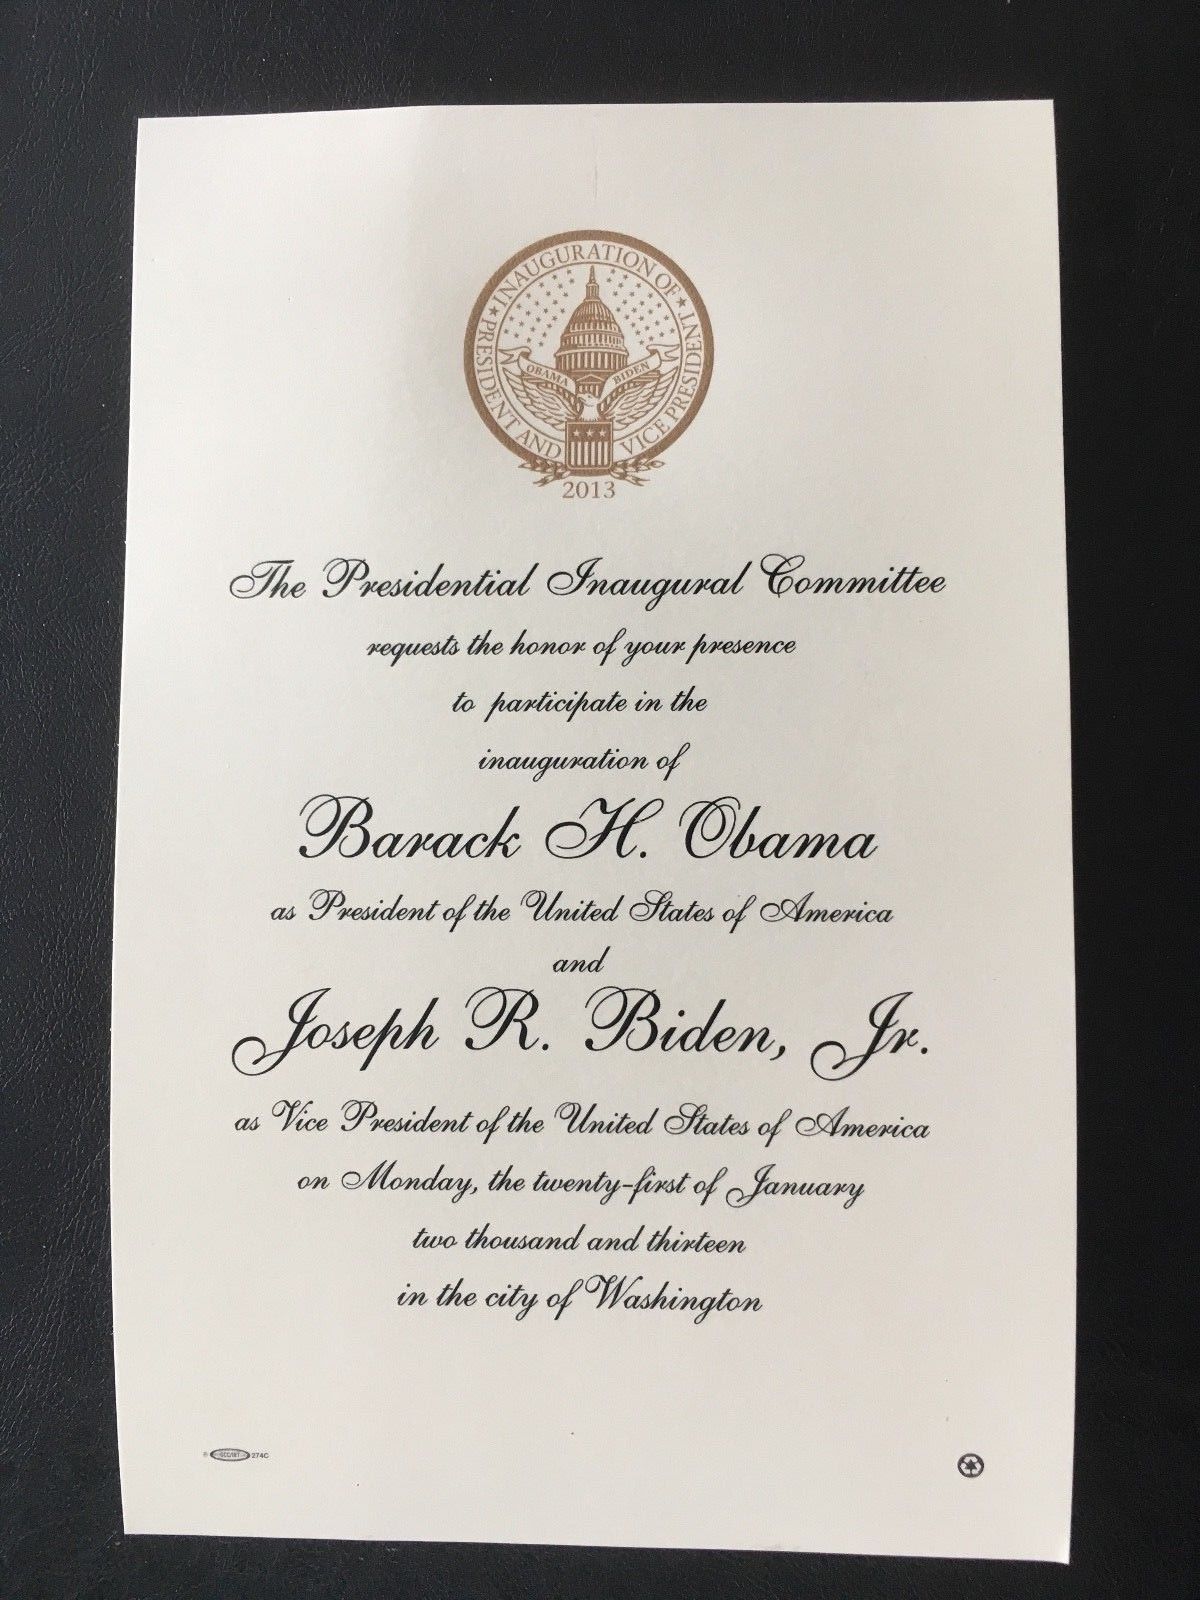 INAUGURATION OF
PRESIDENT AND VICE PRESIDENT
OBAMA BIDEN
2013
The Presidential Inaugural Committee
requests the honor of your presence
to participate in the
inauguration of
Barack H. Obama
as President of the United States of America
and
Joseph R. Biden, Jr.
as Vice President of the United States of America
on Monday, the twenty-first of January
two thousand and thirteen
in the city of Washington
274C